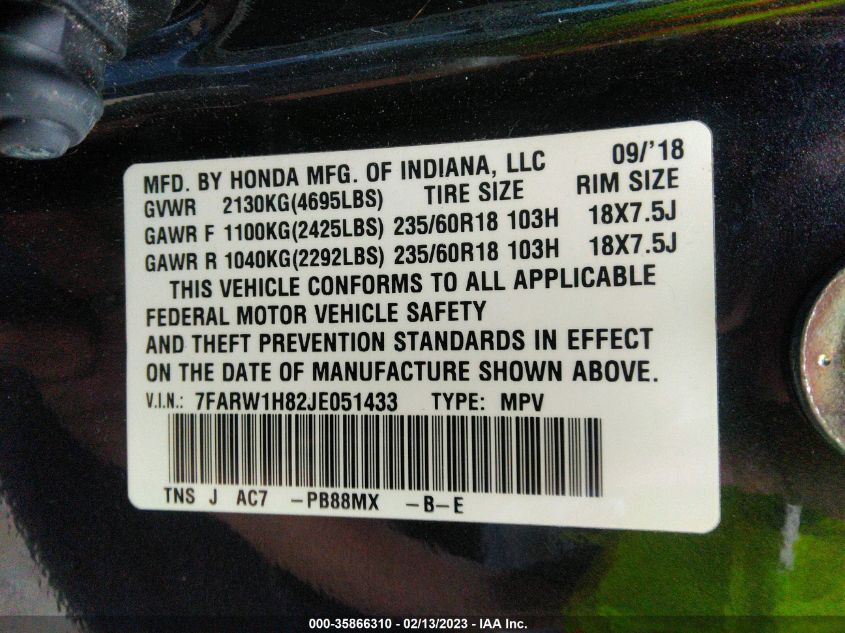 MFD. BY HONDA MFG. OF INDIANA, LLC 09/'18
GVWR 2130KG(4695LBS) TIRE SIZE RIM SIZE
GAWR F 1100KG(2425LBS) 235/60R18 103H 18X7.5J
GAWR R 1040KG(2292LBS) 235/60R18 103H 18X7.5J
THIS VEHICLE CONFORMS TO ALL APPLICABLE
FEDERAL MOTOR VEHICLE SAFETY
AND THEFT PREVENTION STANDARDS IN EFFECT
ON THE DATE OF MANUFACTURE SHOWN ABOVE.
V.I.N.: 7FARW1H82JE051433 TYPE: MPV
TNS J AC7 -PB88MX -B-E
000-35866310 - 02/13/2023 - IAA Inc.